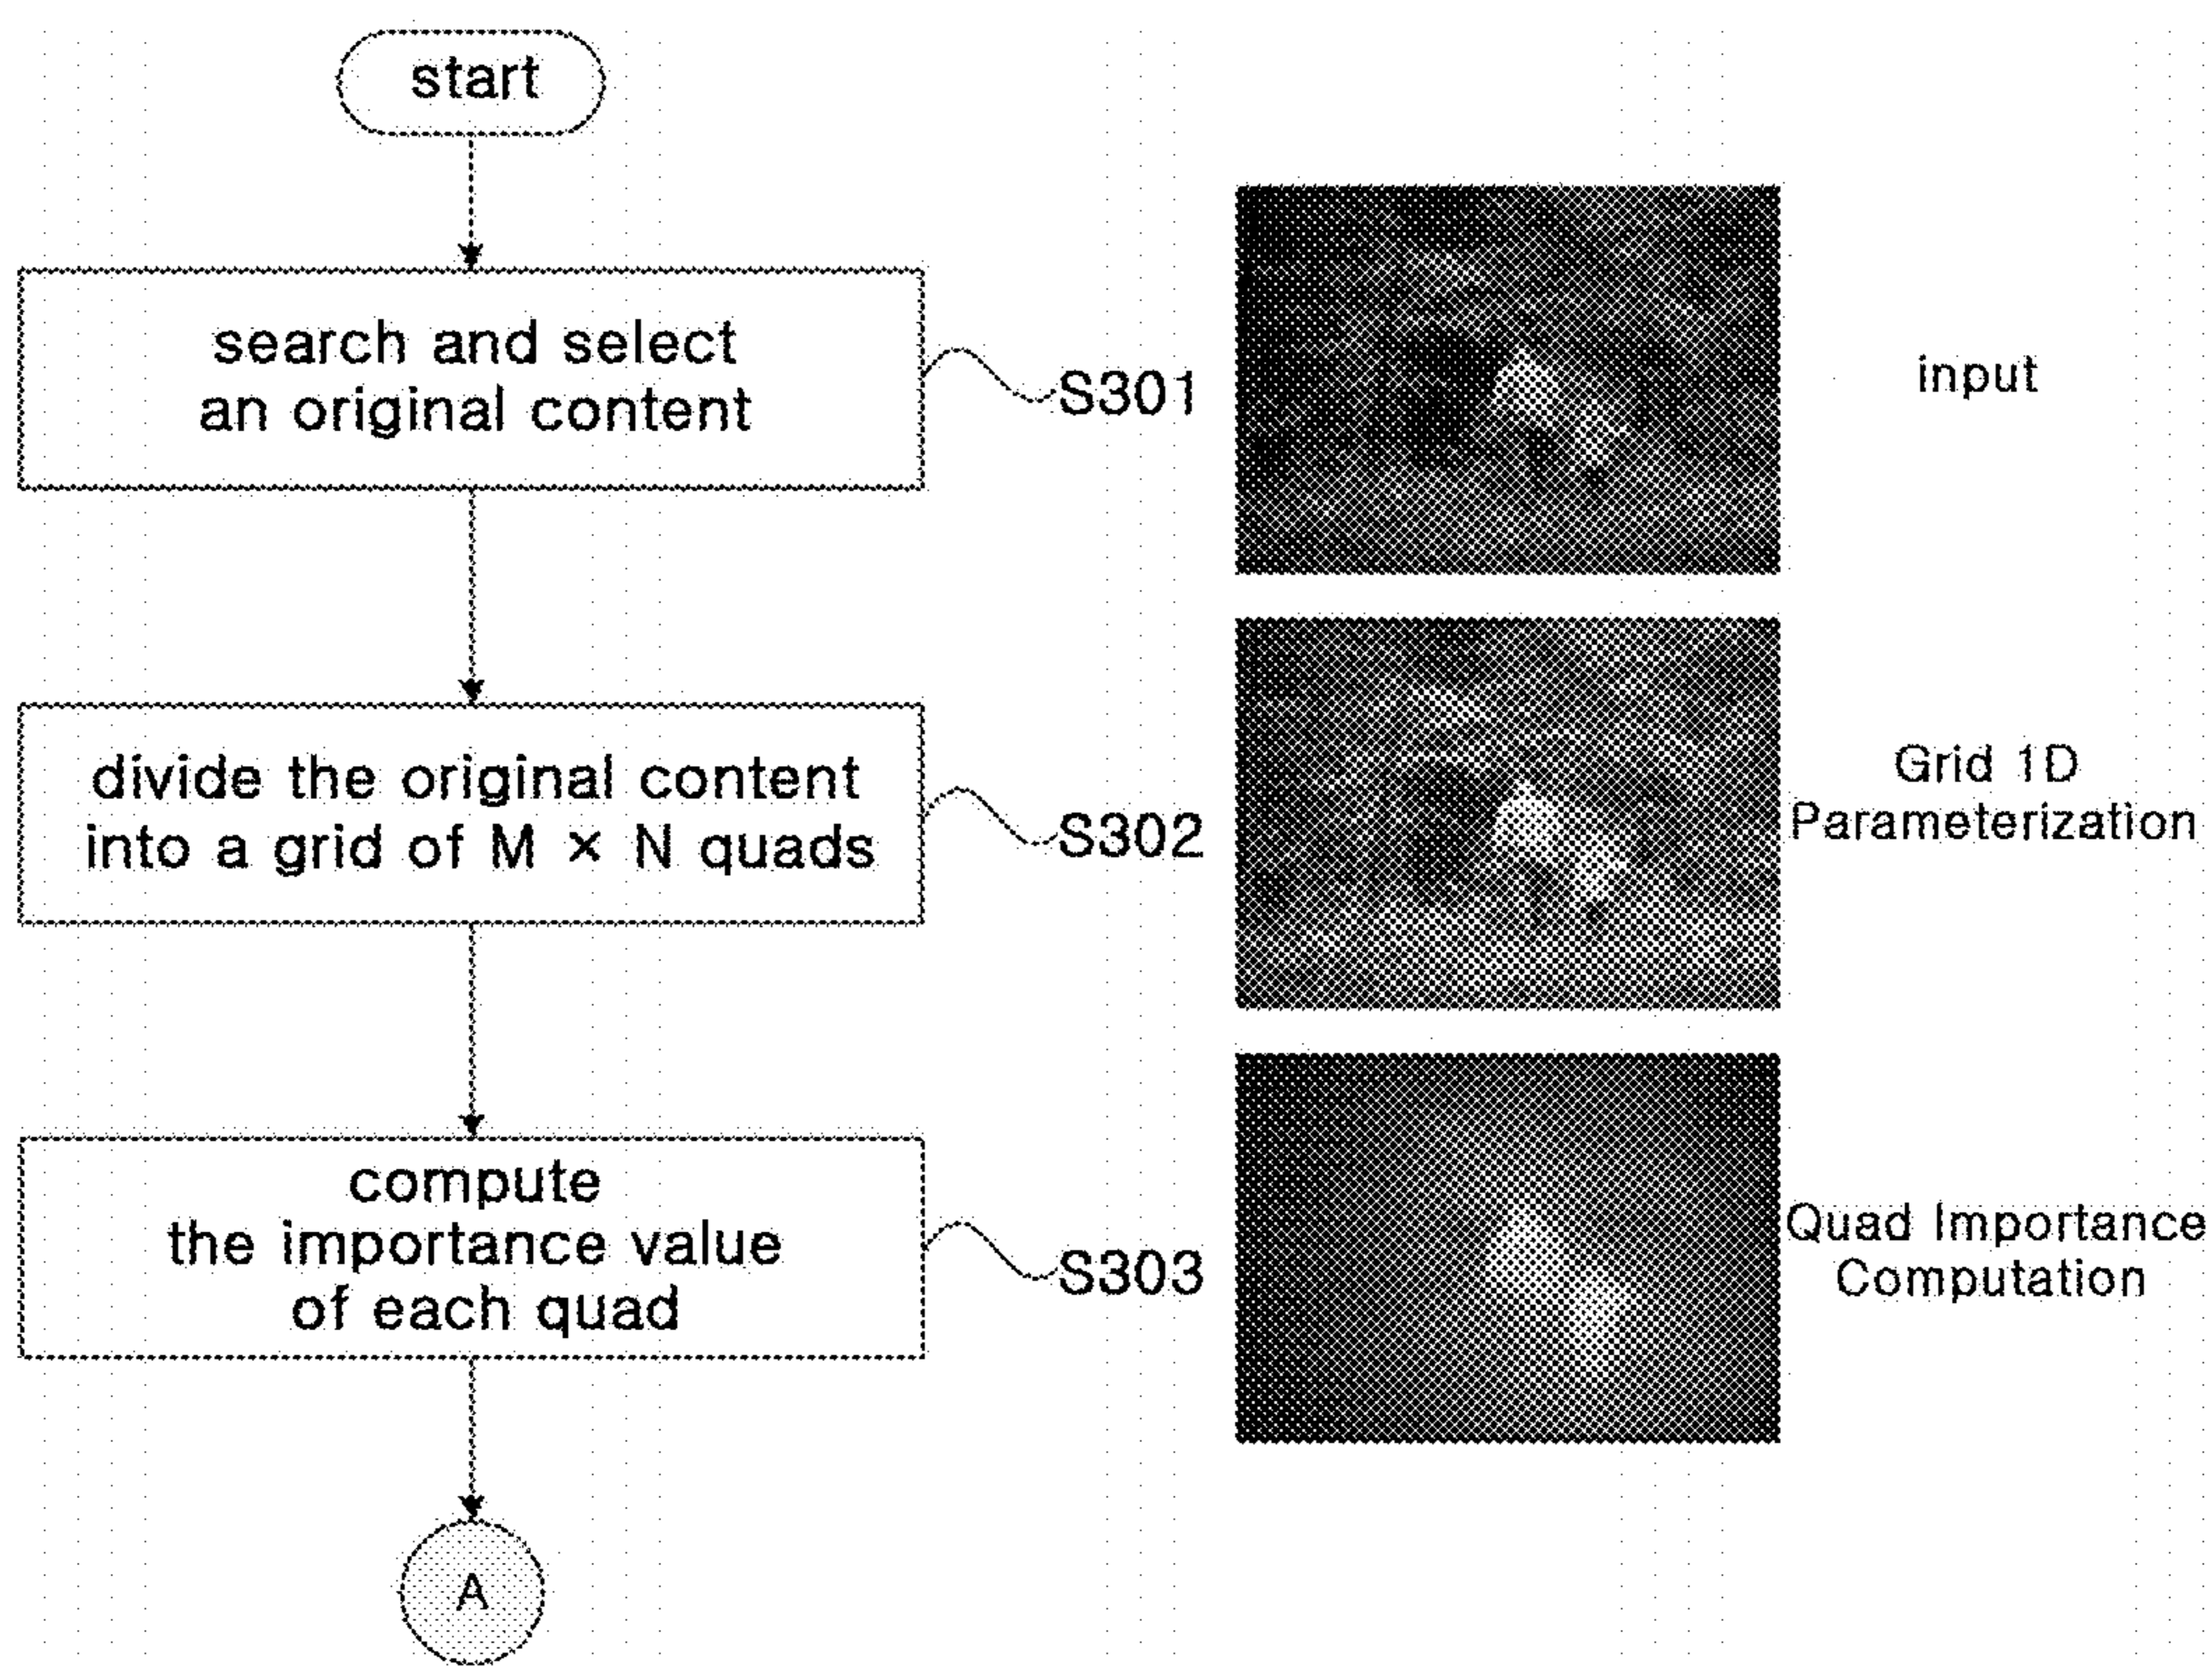 start
search and select
an original content
S301
input
divide the original content
into a grid of M × N quads
S302
Grid 1D
Parameterization
compute
the importance value
of each quad
S303
Quad Importance
Computation
A